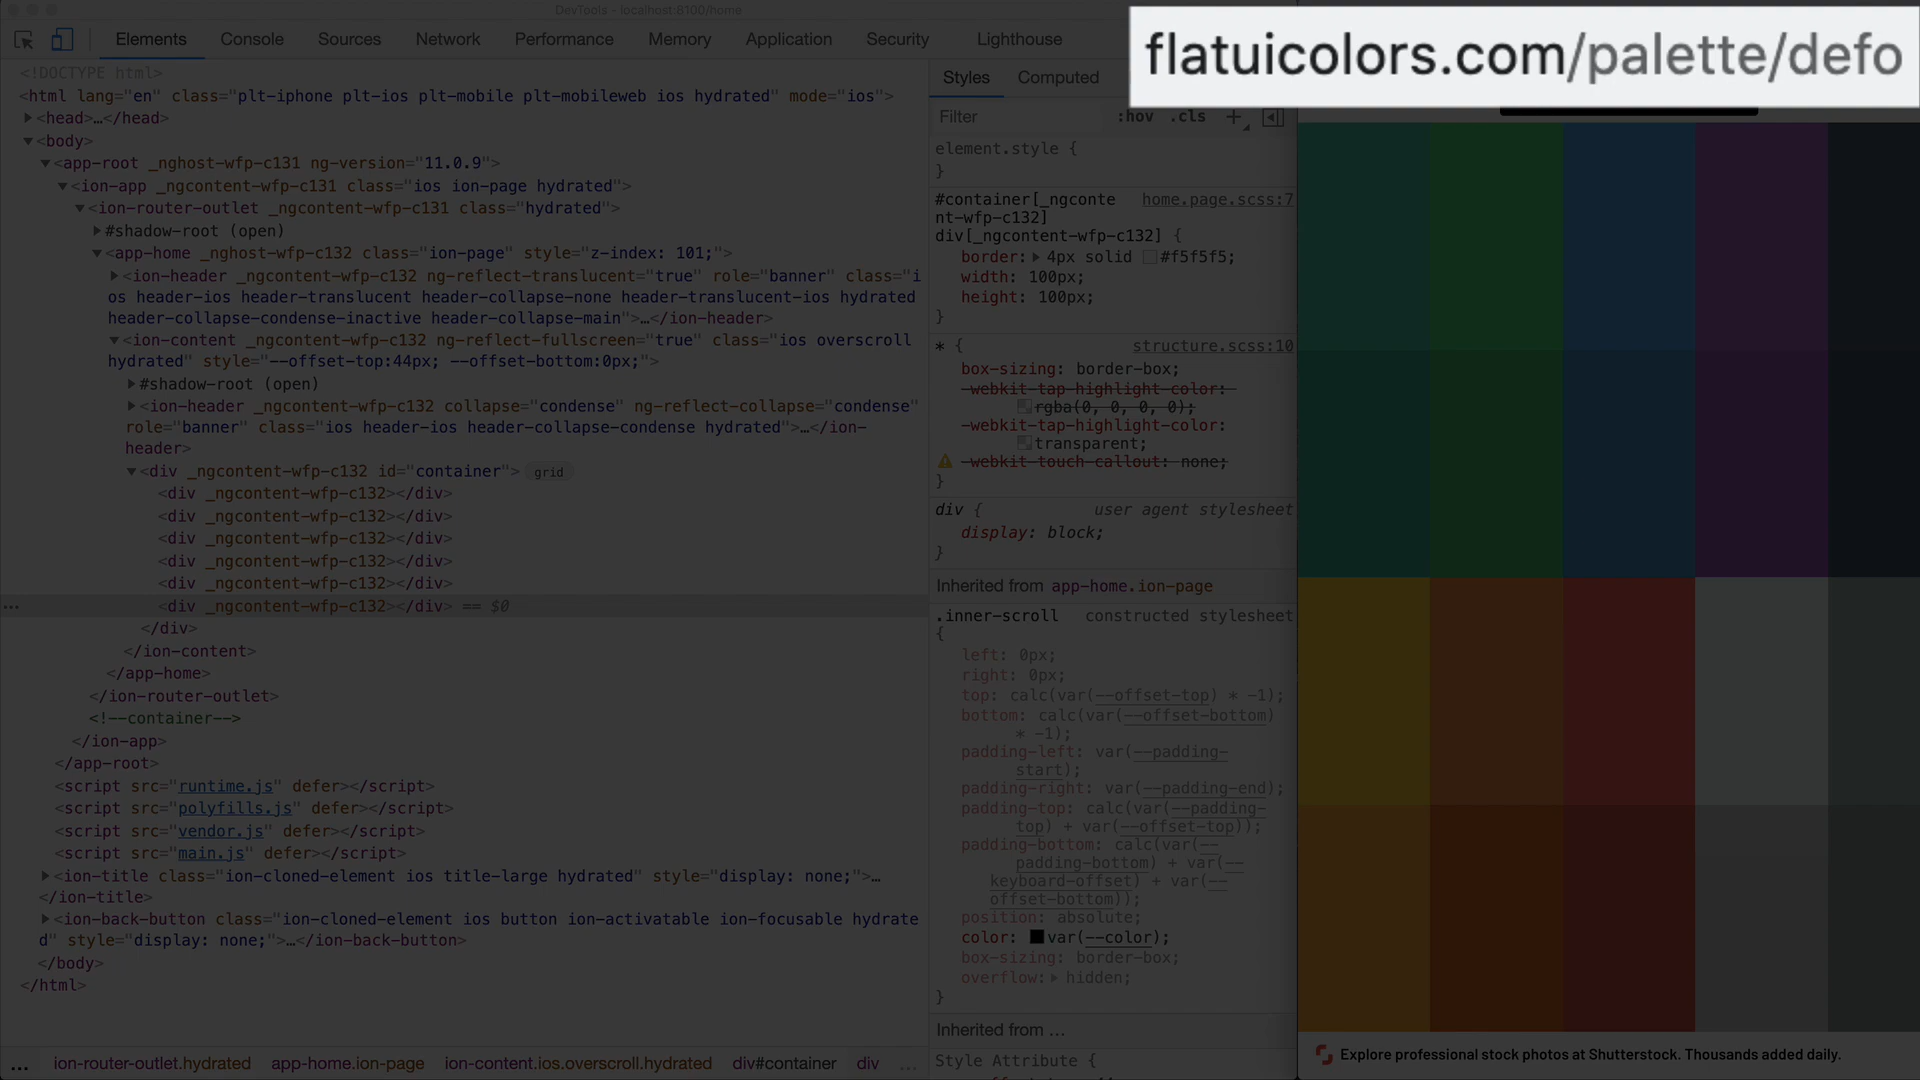 DevTools - localhost:6100/home
Elements Console Sources Network Performance Memory Application Security Lighthouse
<!DOCTYPE html>
<html lang="en" class="plt-iphone plt-ios plt-mobile plt-mobileweb ios hydrated" mode="ios">
<head>…</head>
<body>
<app-root _nghost-wfp-c131 ng-version="11.0.9">
<ion-app _ngcontent-wfp-c131 class="ios ion-page hydrated">
<ion-router-outlet _ngcontent-wfp-c131 class="hydrated">
#shadow-root (open)
<app-home _nghost-wfp-c132 class="ion-page" style="z-index: 101;">
<ion-header _ngcontent-wfp-c132 ng-reflect-translucent="true" role="banner" class="i
os header-ios header-translucent header-collapse-none header-translucent-ios hydrated
header-collapse-condense-inactive header-collapse-main">…</ion-header>
<ion-content _ngcontent-wfp-c132 ng-reflect-fullscreen="true" class="ios overscroll
hydrated" style="--offset-top:44px; --offset-bottom:0px;">
#shadow-root (open)
<ion-header _ngcontent-wfp-c132 collapse="condense" ng-reflect-collapse="condense"
role="banner" class="ios header-ios header-collapse-condense hydrated">…</ion-
header>
<div _ngcontent-wfp-c132 id="container"> grid
<div _ngcontent-wfp-c132></div>
<div _ngcontent-wfp-c132></div>
<div _ngcontent-wfp-c132></div>
<div _ngcontent-wfp-c132></div>
<div _ngcontent-wfp-c132></div>
… <div _ngcontent-wfp-c132></div> == $0
</div>
</ion-content>
</app-home>
</ion-router-outlet>
<!--container-->
</ion-app>
</app-root>
<script src="runtime.js" defer></script>
<script src="polyfills.js" defer></script>
<script src="vendor.js" defer></script>
<script src="main.js" defer></script>
<ion-title class="ion-cloned-element ios title-large hydrated" style="display: none;">…
</ion-title>
<ion-back-button class="ion-cloned-element ios button ion-activatable ion-focusable hydrate
d" style="display: none;">…</ion-back-button>
</body>
</html>
… ion-router-outlet.hydrated app-home.ion-page ion-content.ios.overscroll.hydrated div#container div …
Styles Computed
Filter :hov .cls +
element.style {
}
#container[_ngconte home.page.scss:7
nt-wfp-c132]
div[_ngcontent-wfp-c132] {
border: 4px solid #f5f5f5;
width: 100px;
height: 100px;
}
* { structure.scss:10
box-sizing: border-box;
-webkit-tap-highlight-color:
rgba(0, 0, 0, 0);
-webkit-tap-highlight-color:
transparent;
-webkit-touch-callout: none;
}
div { user agent stylesheet
display: block;
}
Inherited from app-home.ion-page
.inner-scroll constructed stylesheet
{
left: 0px;
right: 0px;
top: calc(var(--offset-top) * -1);
bottom: calc(var(--offset-bottom)
* -1);
padding-left: var(--padding-
start);
padding-right: var(--padding-end);
padding-top: calc(var(--padding-
top) + var(--offset-top));
padding-bottom: calc(var(--
padding-bottom) + var(--
keyboard-offset) + var(--
offset-bottom));
position: absolute;
color: var(--color);
box-sizing: border-box;
overflow: hidden;
}
Inherited from …
Style Attribute {
flatuicolors.com/palette/defo
Explore professional stock photos at Shutterstock. Thousands added daily.